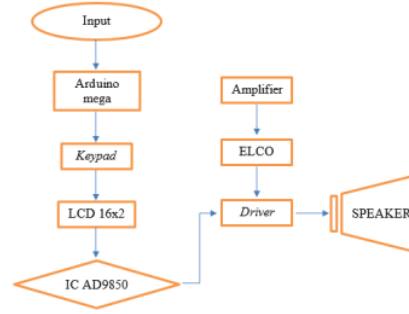 Input
Arduino
mega
Keypad
LCD 16x2
IC AD9850
Amplifier
ELCO
Driver
SPEAKER